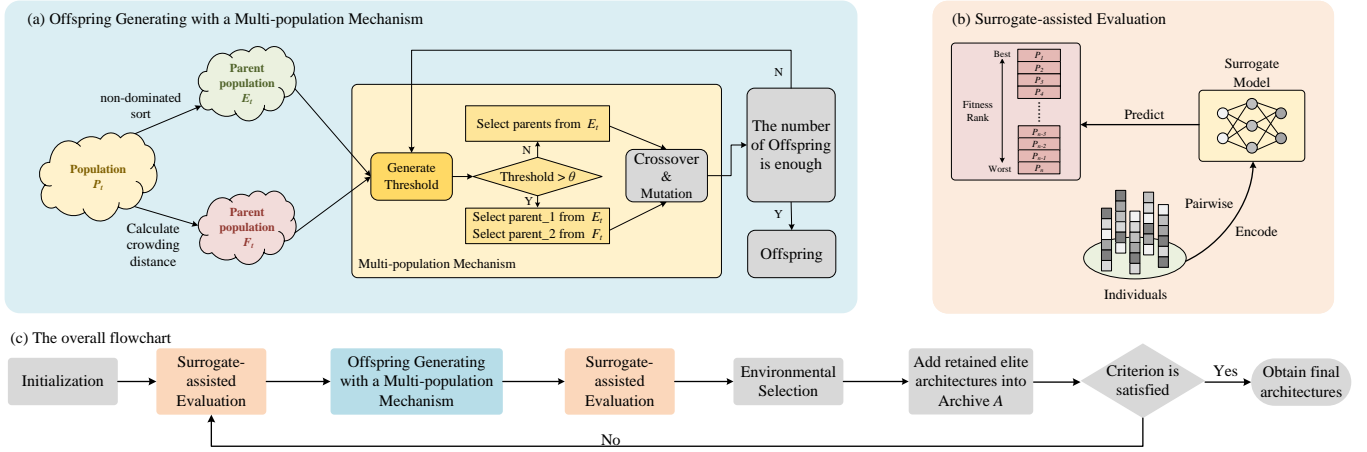 (a) Offspring Generating with a Multi-population Mechanism
Parent
population
E_t
non-dominated
sort
Population
P_t
Calculate
crowding
distance
Parent
population
F_t
Generate
Threshold
Select parents from E_t
N
Threshold > θ
Y
Select parent_1 from E_t
Select parent_2 from F_t
Crossover
&
Mutation
Multi-population Mechanism
N
The number
of Offspring
is enough
Y
Offspring
(b) Surrogate-assisted Evaluation
Best
Fitness
Rank
Worst
P_1
P_2
P_3
P_4
P_{n-3}
P_{n-2}
P_{n-1}
P_n
Predict
Surrogate
Model
Pairwise
Encode
Individuals
(c) The overall flowchart
Initialization
Surrogate-
assisted
Evaluation
Offspring Generating
with a Multi-population
Mechanism
Surrogate-
assisted
Evaluation
Environmental
Selection
Add retained elite
architectures into
Archive A
Criterion is
satisfied
Yes
Obtain final
architectures
No